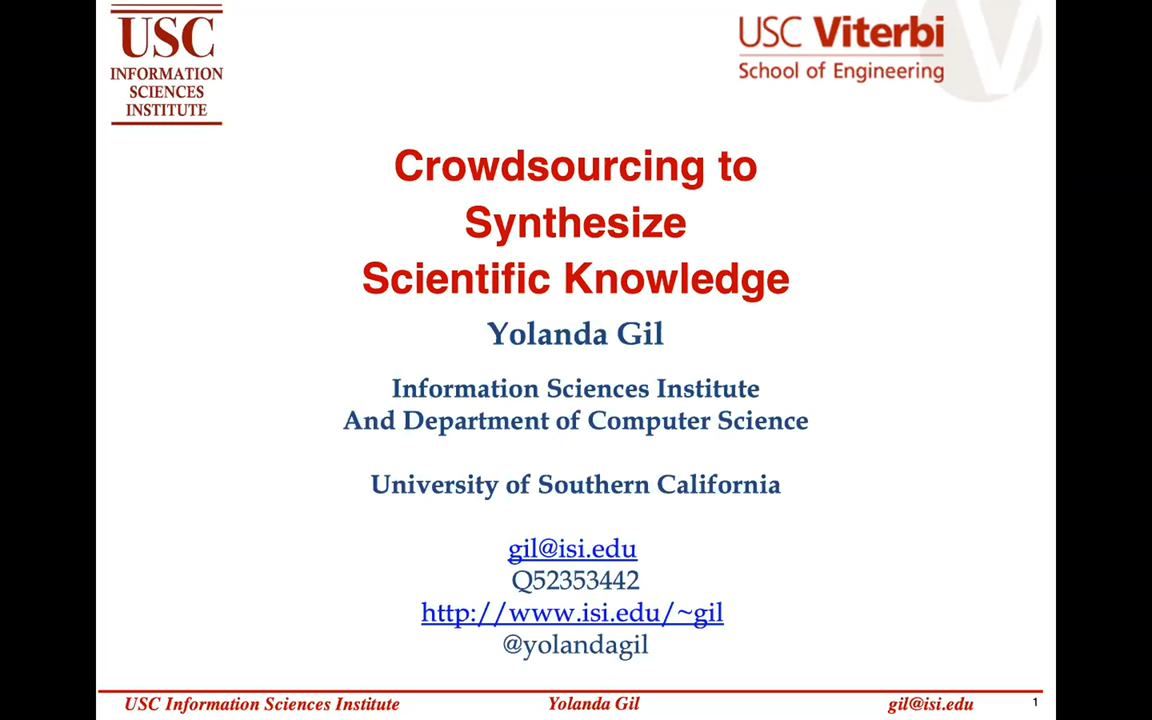 USC
INFORMATION
SCIENCES
INSTITUTE
USC Viterbi
School of Engineering
Crowdsourcing to
Synthesize
Scientific Knowledge
Yolanda Gil
Information Sciences Institute
And Department of Computer Science
University of Southern California
gil@isi.edu
Q52353442
http://www.isi.edu/~gil
@yolandagil
USC Information Sciences Institute Yolanda Gil gil@isi.edu 1